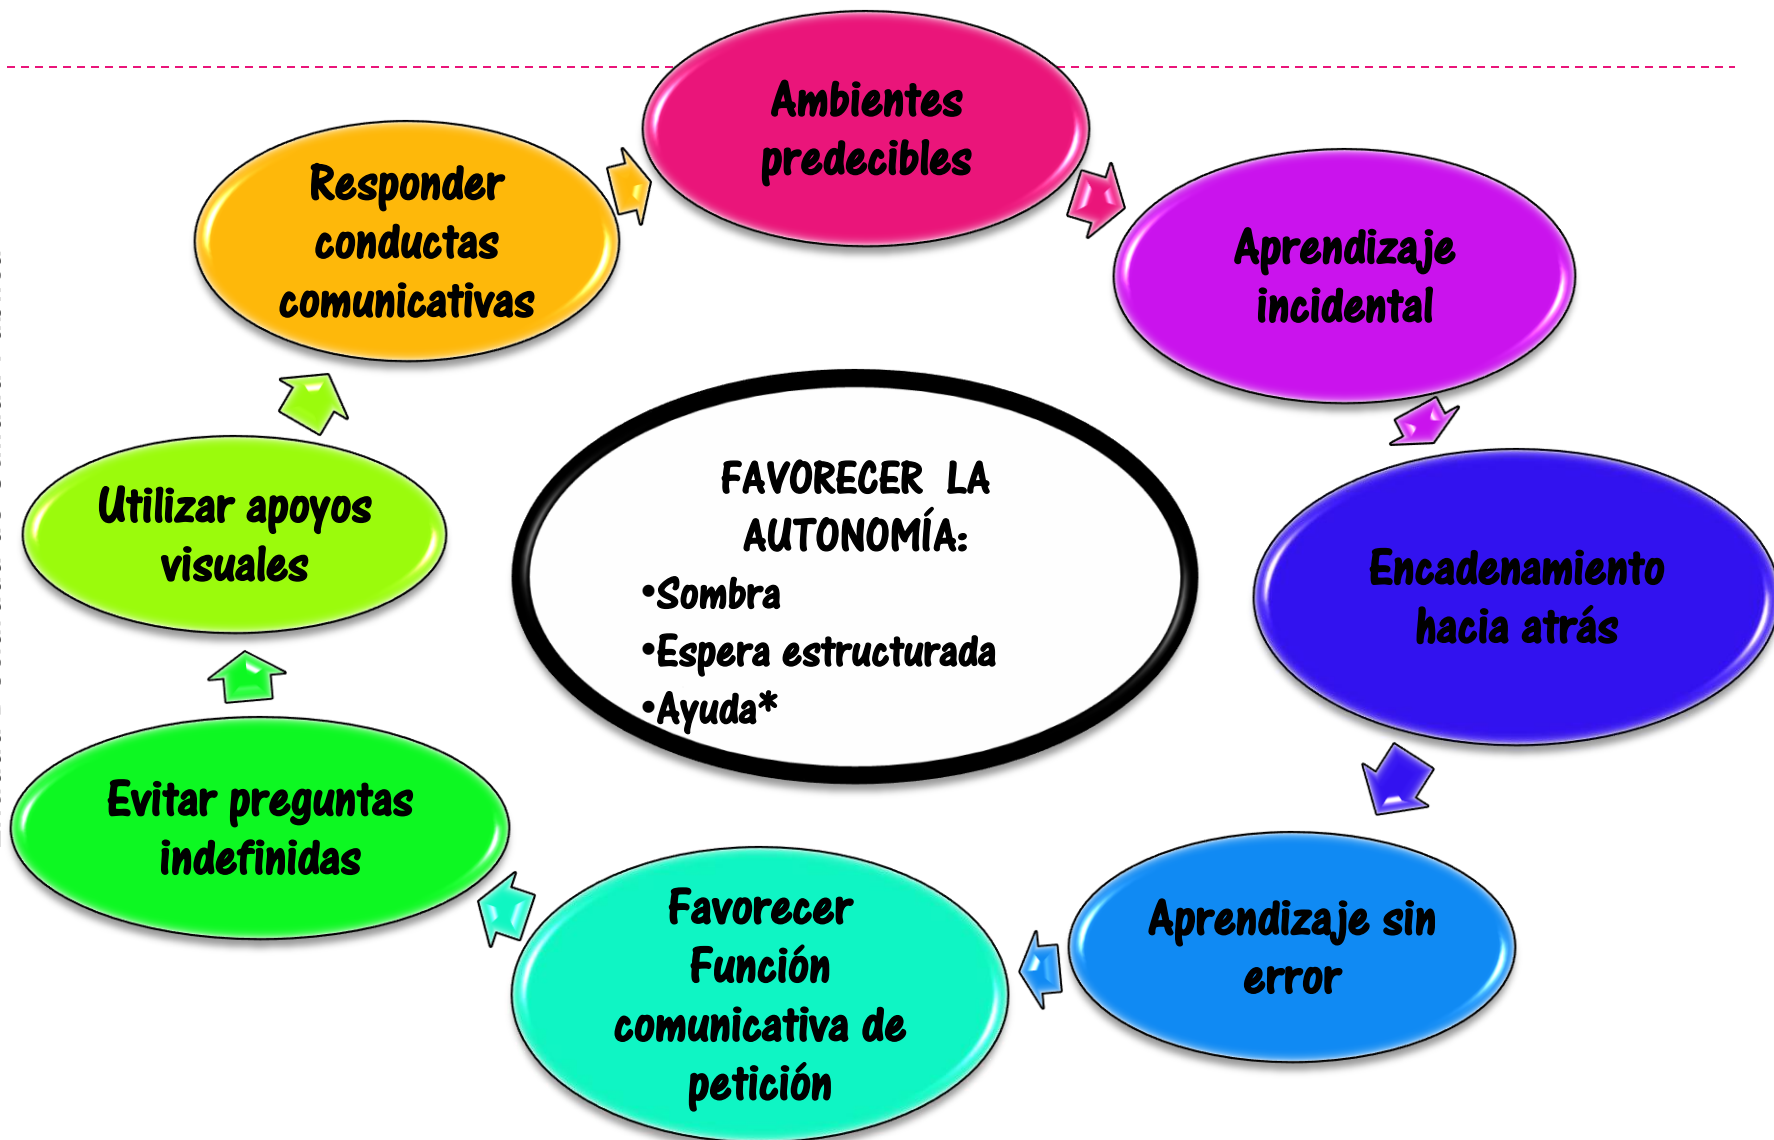 Ambientes
predecibles
Aprendizaje
incidental
Encadenamiento
hacia atrás
Aprendizaje sin
error
Favorecer
Función
comunicativa de
petición
Evitar preguntas
indefinidas
Utilizar apoyos
visuales
Responder
conductas
comunicativas
FAVORECER LA
AUTONOMÍA:
•Sombra
•Espera estructurada
•Ayuda*